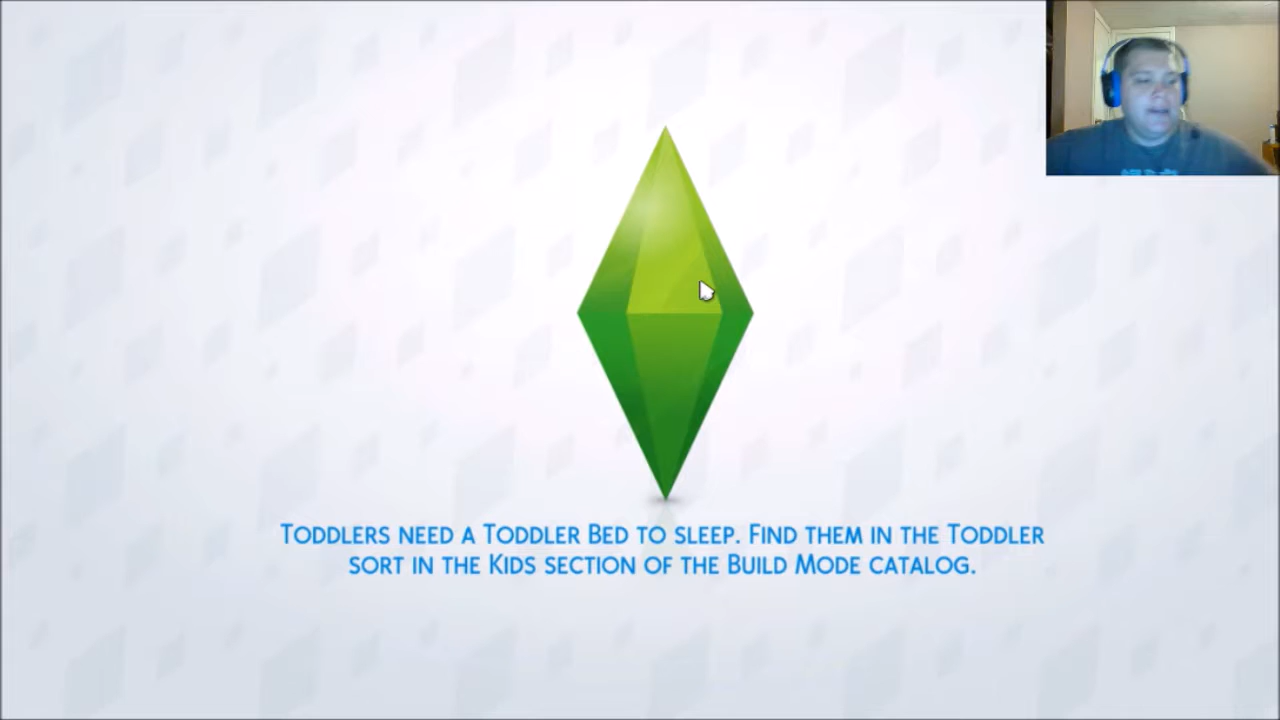 Toddlers need a Toddler Bed to sleep. Find them in the Toddler
sort in the Kids section of the Build Mode catalog.